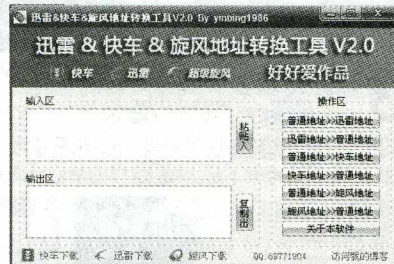 迅雷&快车&旋风地址转换工具V2.0 By ymbing1986
迅雷 & 快车 & 旋风地址转换工具 V2.0
快车 迅雷 超级旋风 好好爱作品
输入区
粘贴入
输出区
复制出
操作区
普通地址>>迅雷地址
迅雷地址>>普通地址
普通地址>>快车地址
快车地址>>普通地址
普通地址>>旋风地址
旋风地址>>普通地址
关于本软件
快车下载 迅雷下载 旋风下载 QQ:69771904 访问我的博客